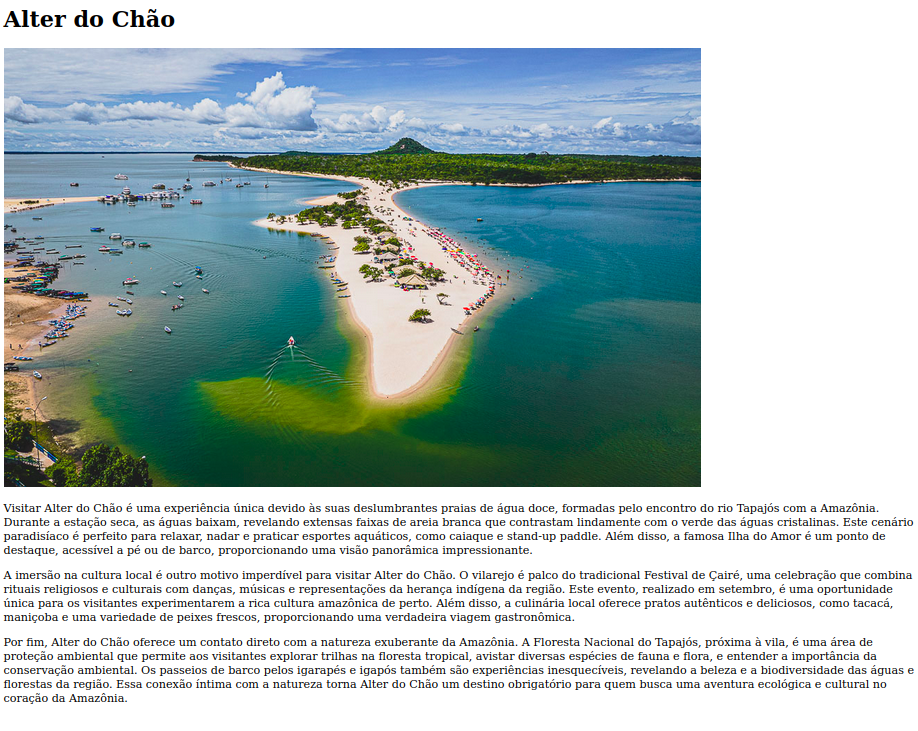 Alter do Chão
Visitar Alter do Chão é uma experiência única devido às suas deslumbrantes praias de água doce, formadas pelo encontro do rio Tapajós com a Amazônia.
Durante a estação seca, as águas baixam, revelando extensas faixas de areia branca que contrastam lindamente com o verde das águas cristalinas. Este cenário
paradisíaco é perfeito para relaxar, nadar e praticar esportes aquáticos, como caiaque e stand-up paddle. Além disso, a famosa Ilha do Amor é um ponto de
destaque, acessível a pé ou de barco, proporcionando uma visão panorâmica impressionante.
A imersão na cultura local é outro motivo imperdível para visitar Alter do Chão. O vilarejo é palco do tradicional Festival de Çairé, uma celebração que combina
rituais religiosos e culturais com danças, músicas e representações da herança indígena da região. Este evento, realizado em setembro, é uma oportunidade
única para os visitantes experimentarem a rica cultura amazônica de perto. Além disso, a culinária local oferece pratos autênticos e deliciosos, como tacacá,
maniçoba e uma variedade de peixes frescos, proporcionando uma verdadeira viagem gastronômica.
Por fim, Alter do Chão oferece um contato direto com a natureza exuberante da Amazônia. A Floresta Nacional do Tapajós, próxima à vila, é uma área de
proteção ambiental que permite aos visitantes explorar trilhas na floresta tropical, avistar diversas espécies de fauna e flora, e entender a importância da
conservação ambiental. Os passeios de barco pelos igarapés e igapós também são experiências inesquecíveis, revelando a beleza e a biodiversidade das águas e
florestas da região. Essa conexão íntima com a natureza torna Alter do Chão um destino obrigatório para quem busca uma aventura ecológica e cultural no
coração da Amazônia.